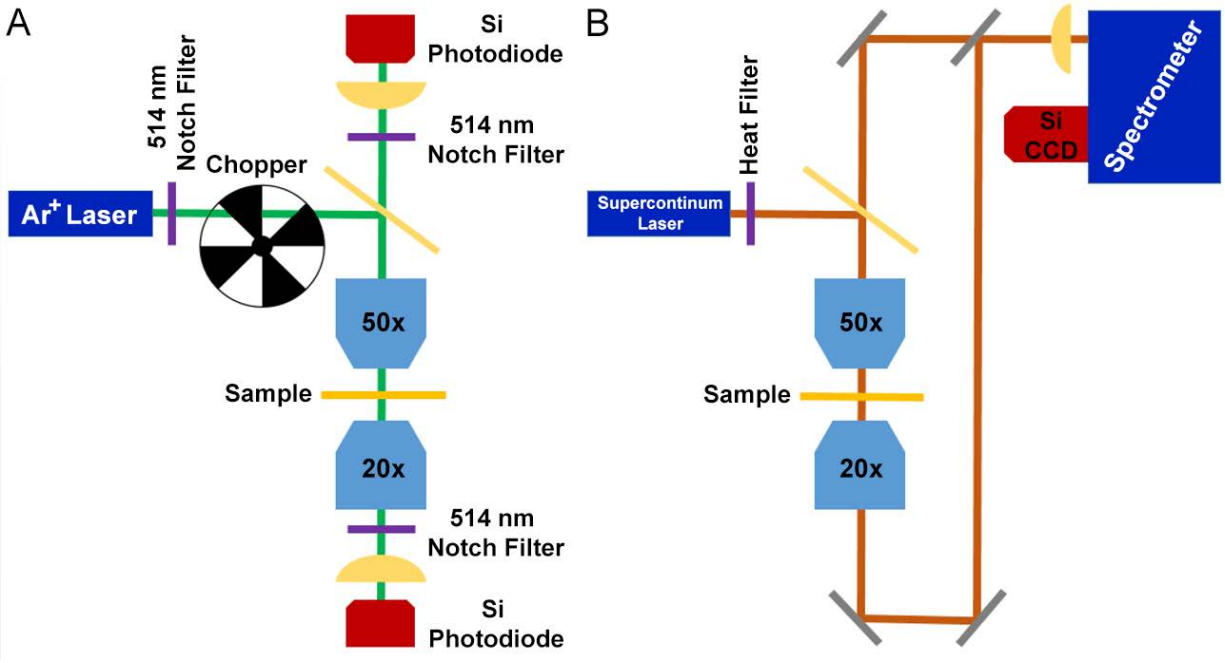 A
Si
Photodiode
514 nm
Notch Filter
514 nm
Notch Filter
Chopper
Ar+ Laser
50x
Sample
20x
514 nm
Notch Filter
Si
Photodiode
B
Heat Filter
Supercontinum
Laser
Si
CCD
Spectrometer
50x
Sample
20x